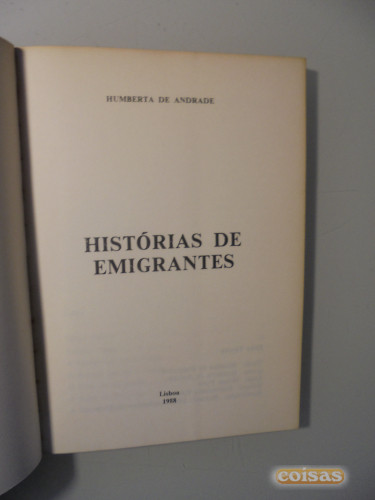 HUMBERTA DE ANDRADE
HISTÓRIAS DE
EMIGRANTES
Lisboa
1988
coisas